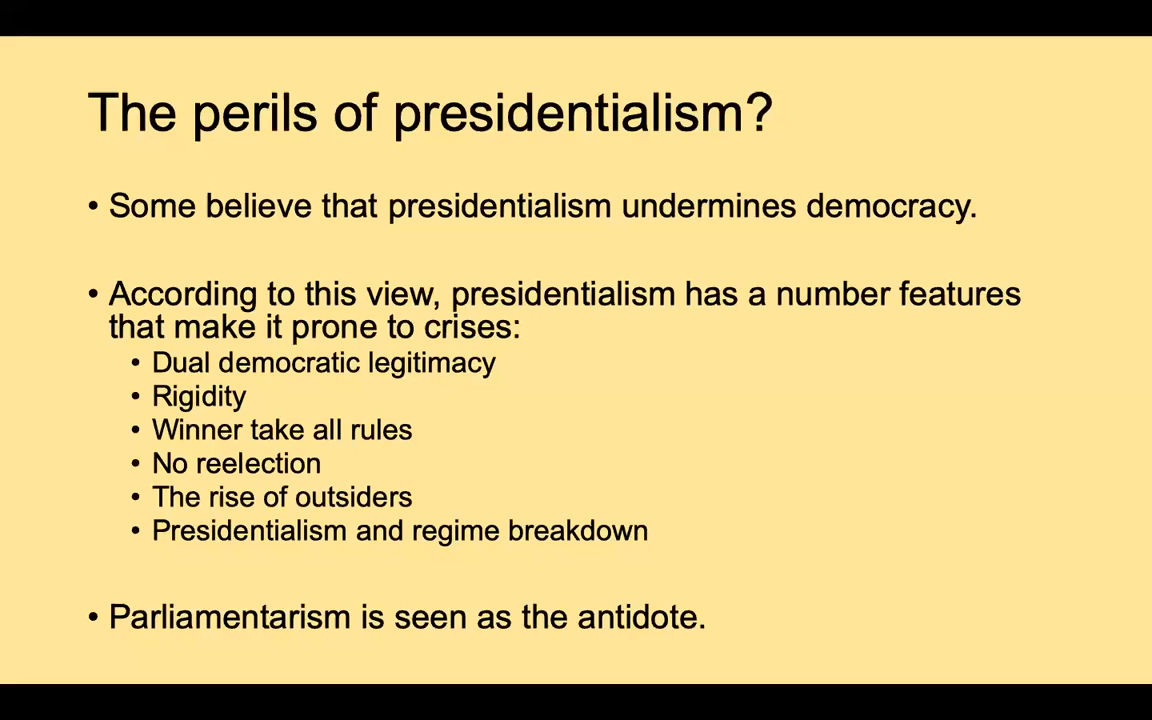 The perils of presidentialism?
• Some believe that presidentialism undermines democracy.
• According to this view, presidentialism has a number features
that make it prone to crises:
• Dual democratic legitimacy
• Rigidity
• Winner take all rules
• No reelection
• The rise of outsiders
• Presidentialism and regime breakdown
• Parliamentarism is seen as the antidote.